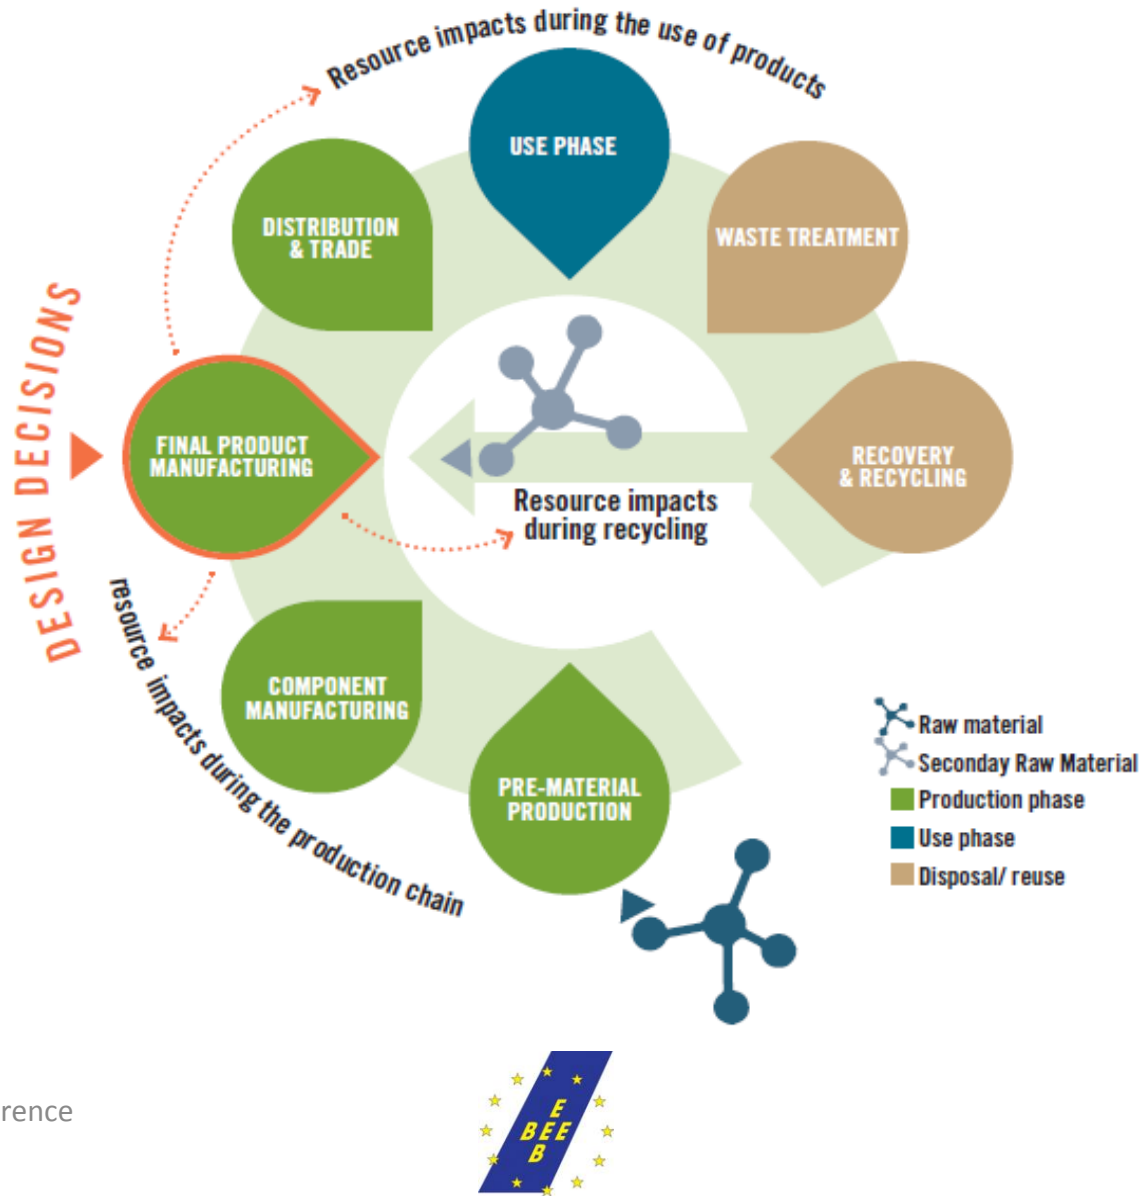 Resource impacts during the use of products
USE PHASE
DISTRIBUTION
& TRADE
WASTE TREATMENT
DESIGN DECISIONS
FINAL PRODUCT
MANUFACTURING
RECOVERY
& RECYCLING
Resource impacts
during recycling
resource impacts during the production chain
COMPONENT
MANUFACTURING
PRE-MATERIAL
PRODUCTION
Raw material
Seconday Raw Material
Production phase
Use phase
Disposal/ reuse
rence
E
BEE
B